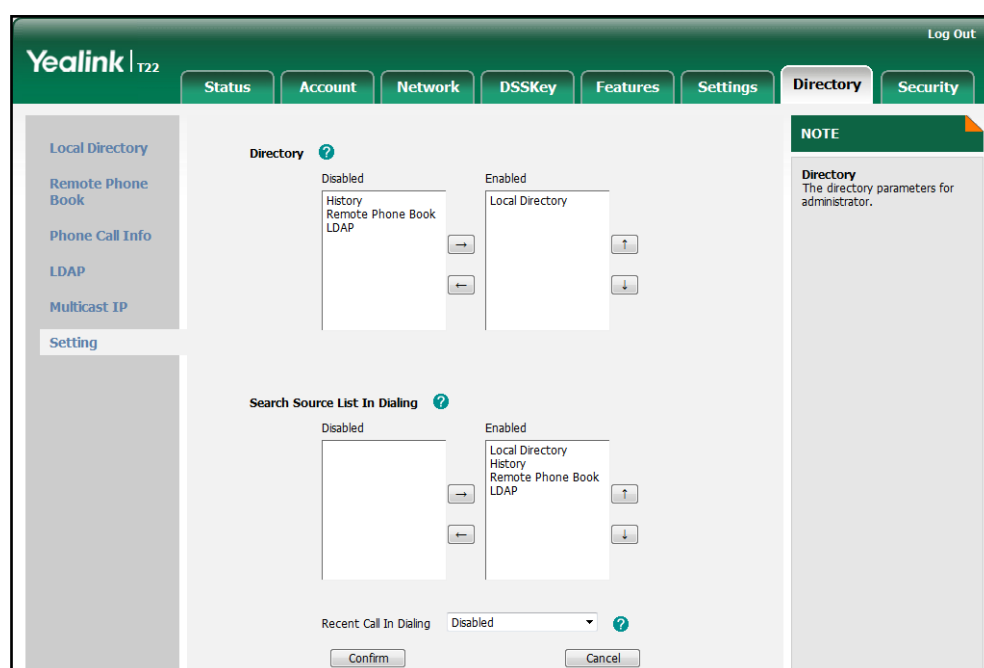 Log Out
Yealink T22
Status Account Network DSSKey Features Settings Directory Security
Local Directory
Remote Phone
Book
Phone Call Info
LDAP
Multicast IP
Setting
Directory ?
Disabled
History
Remote Phone Book
LDAP
→
←
Enabled
Local Directory
↑
↓
Search Source List In Dialing ?
Disabled
→
←
Enabled
Local Directory
History
Remote Phone Book
LDAP
↑
↓
Recent Call In Dialing Disabled ?
Confirm Cancel
NOTE
Directory
The directory parameters for
administrator.